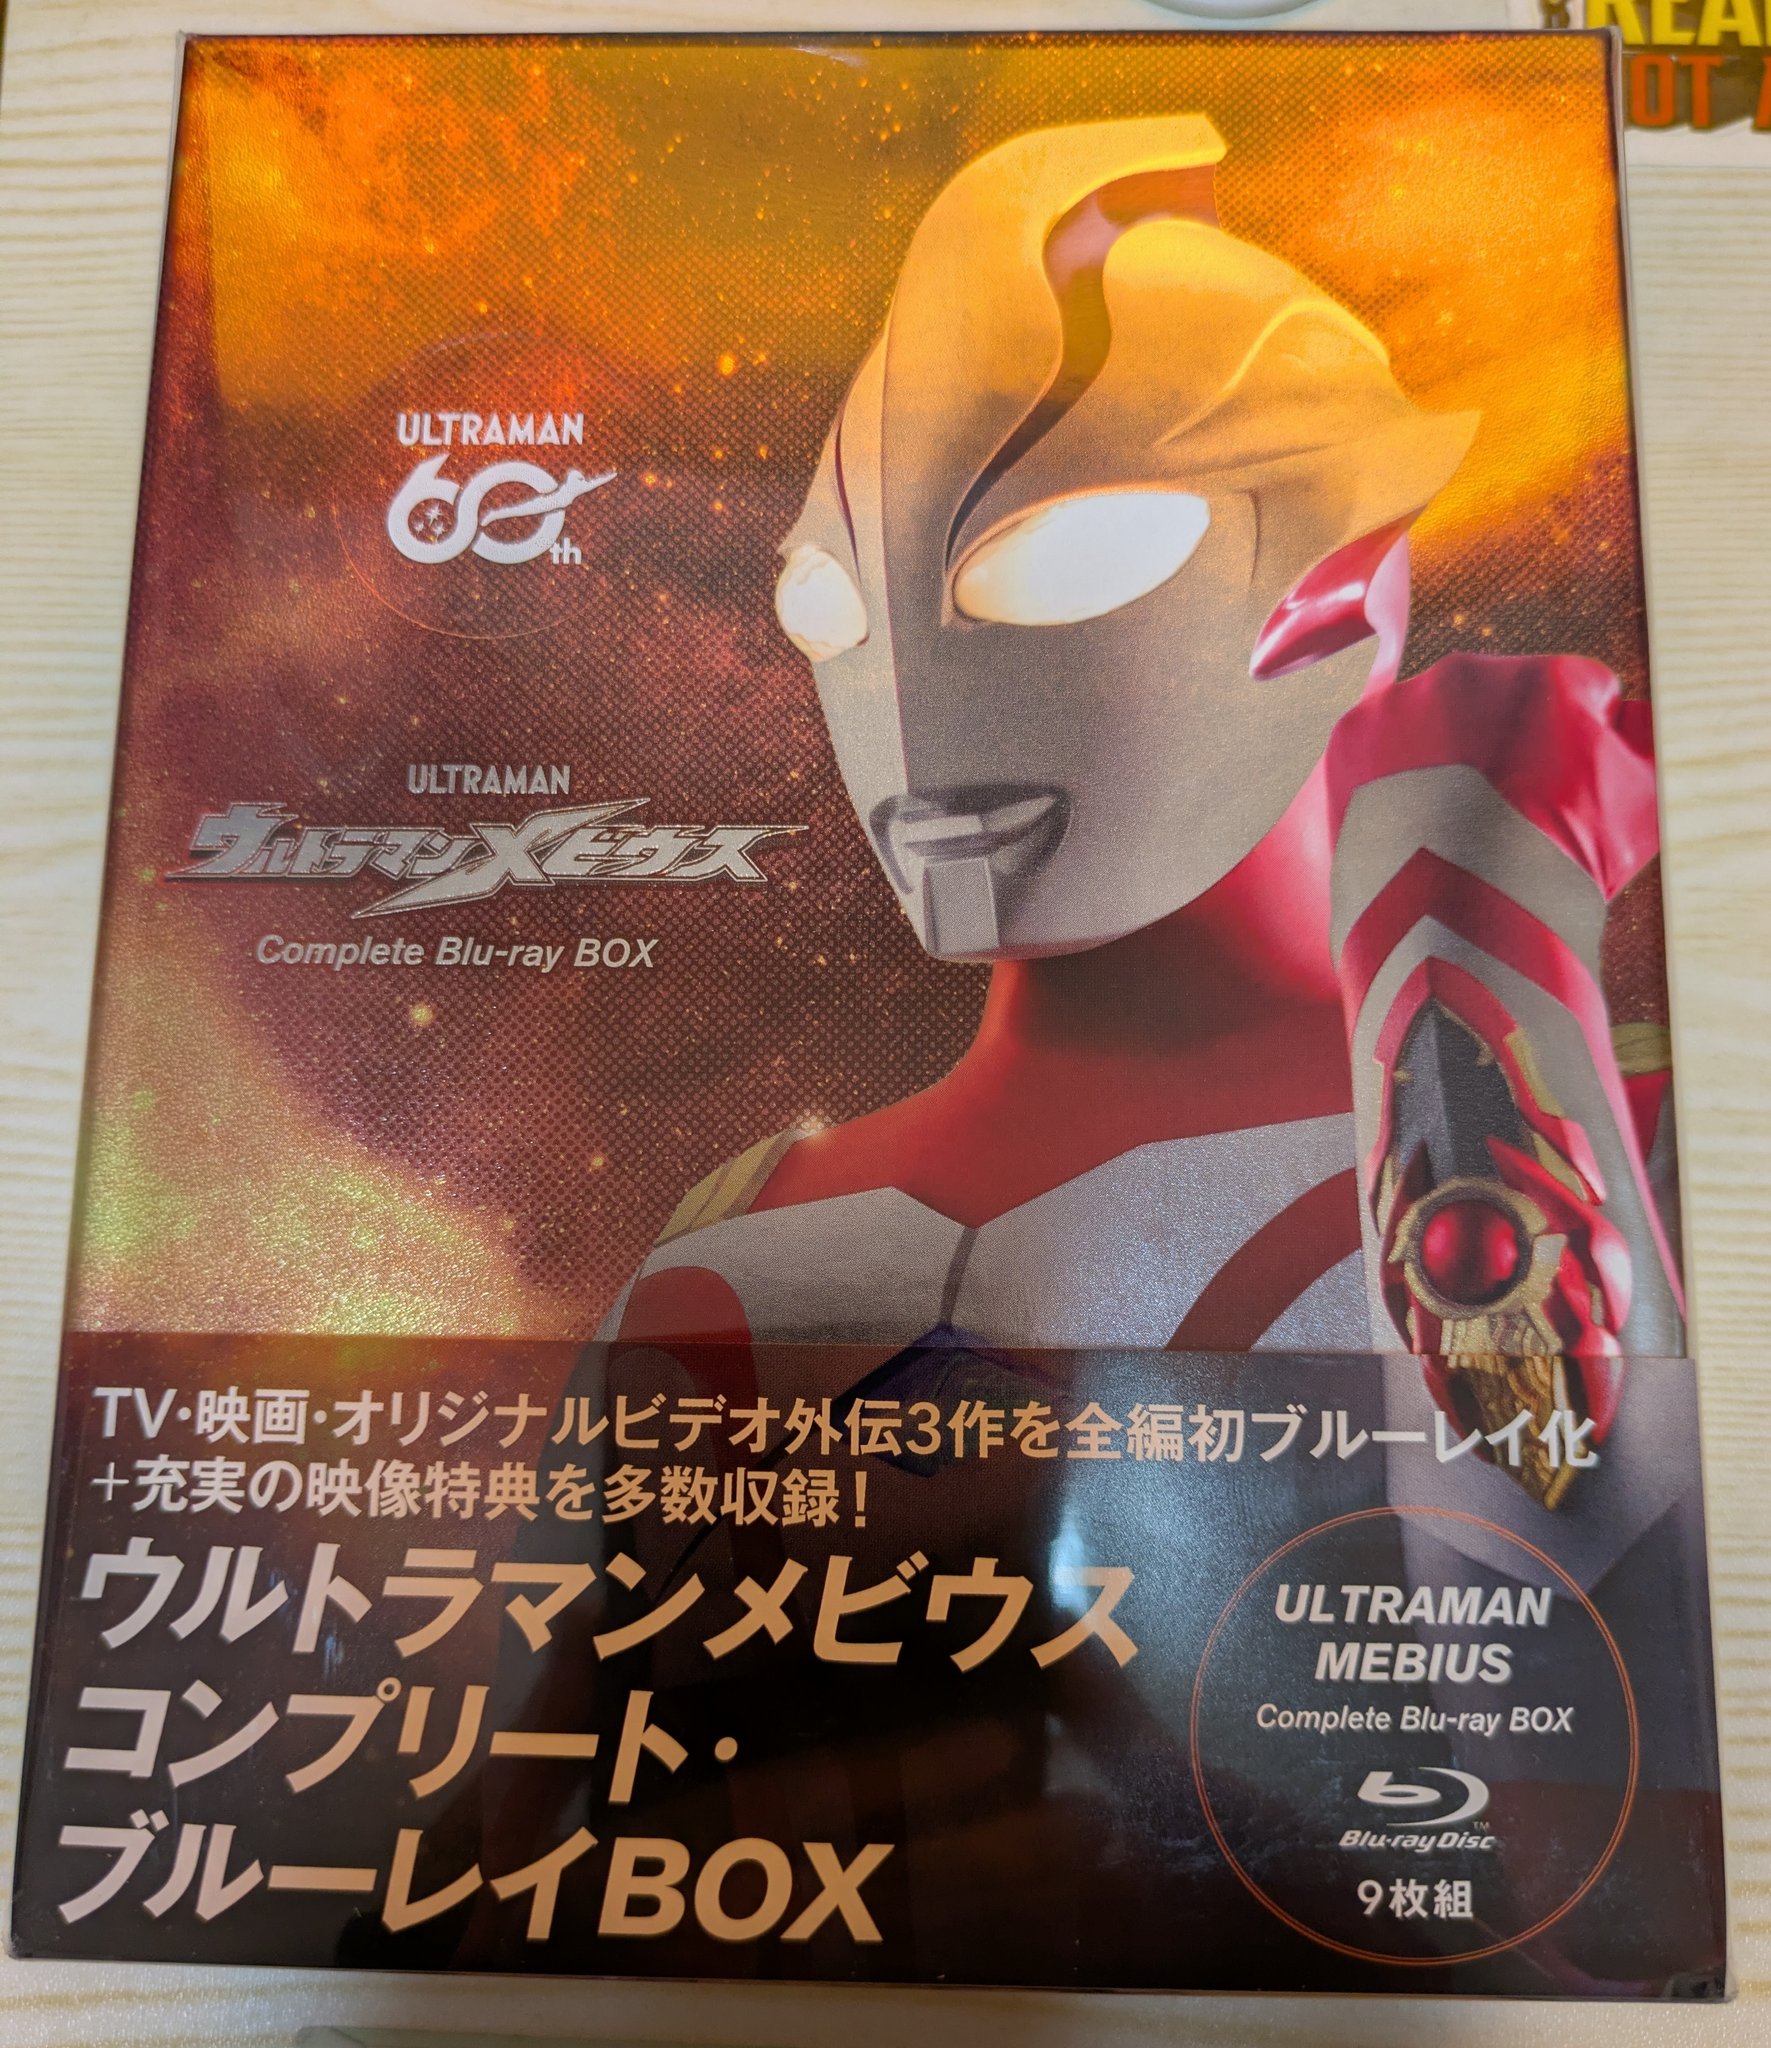 ULTRAMAN
60th
ULTRAMAN
ウルトラマンメビウス
Complete Blu-ray BOX
TV・映画・オリジナルビデオ外伝3作を全編初ブルーレイ化
+充実の映像特典を多数収録!
ウルトラマンメビウス
コンプリート・
ブルーレイBOX
ULTRAMAN
MEBIUS
Complete Blu-ray BOX
Blu-ray Disc™
9枚組